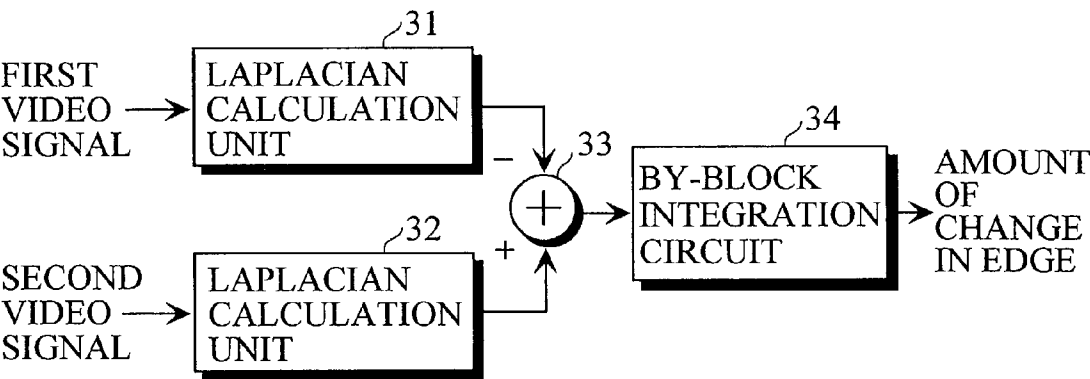 31
FIRST
VIDEO
SIGNAL
LAPLACIAN
CALCULATION
UNIT
−
33
+
+
32
SECOND
VIDEO
SIGNAL
LAPLACIAN
CALCULATION
UNIT
34
BY-BLOCK
INTEGRATION
CIRCUIT
AMOUNT
OF
CHANGE
IN EDGE